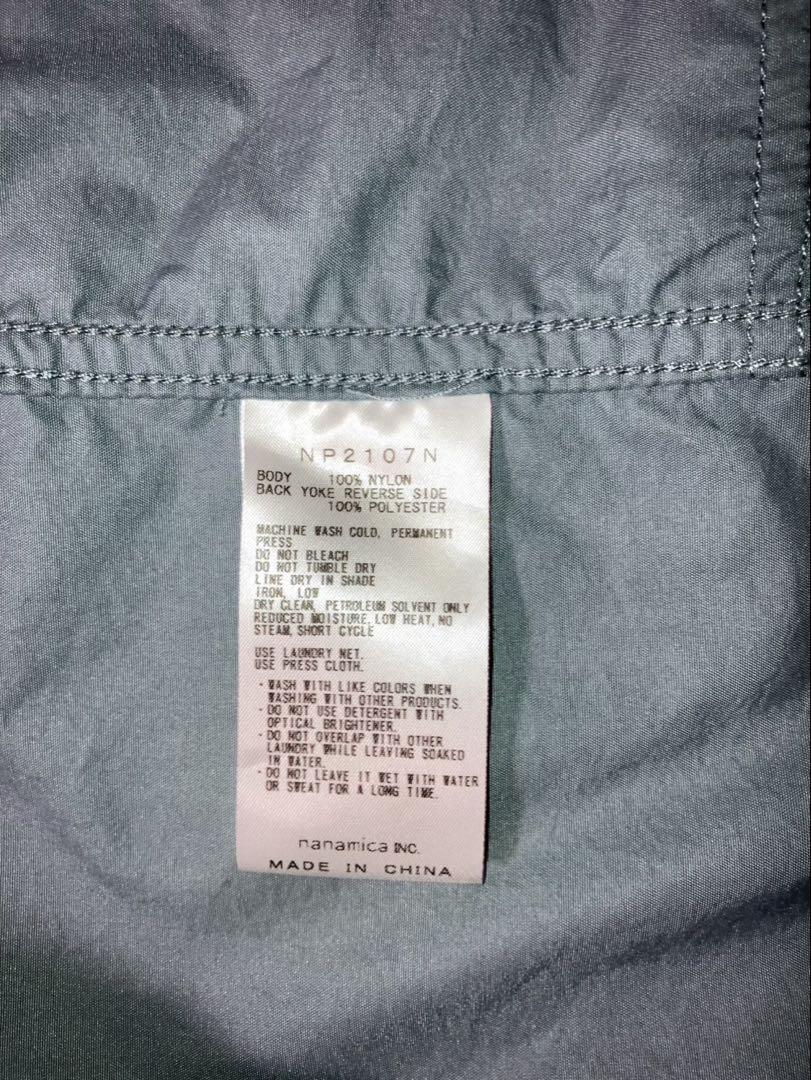 NP2107N
BODY 100% NYLON
BACK YOKE REVERSE SIDE
100% POLYESTER
MACHINE WASH COLD, PERMANENT
PRESS
DO NOT BLEACH
DO NOT TUMBLE DRY
LINE DRY IN SHADE
IRON, LOW
DRY CLEAN, PETROLEUM SOLVENT ONLY
REDUCED MOISTURE, LOW HEAT, NO
STEAM, SHORT CYCLE
USE LAUNDRY NET.
USE PRESS CLOTH.
・WASH WITH LIKE COLORS WHEN
WASHING WITH OTHER PRODUCTS.
・DO NOT USE DETERGENT WITH
OPTICAL BRIGHTENER.
・DO NOT OVERLAP WITH OTHER
LAUNDRY WHILE LEAVING SOAKED
IN WATER.
・DO NOT LEAVE IT WET WITH WATER
OR SWEAT FOR A LONG TIME.
nanamica INC.
MADE IN CHINA